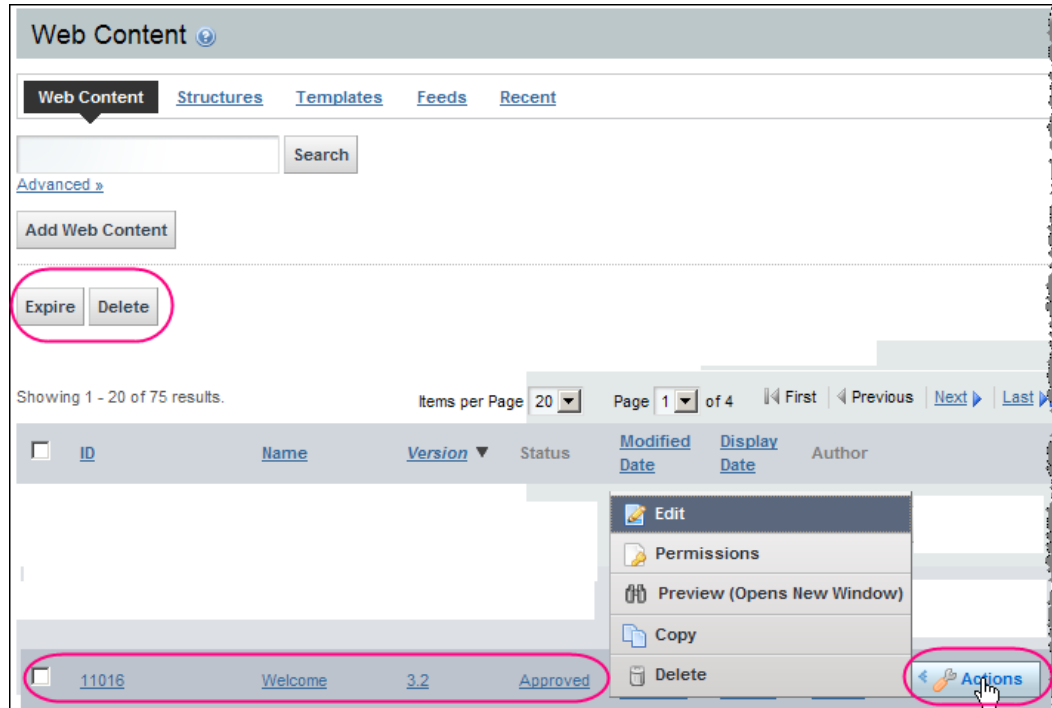 Web Content
Web Content Structures Templates Feeds Recent
Search
Advanced »
Add Web Content
Expire Delete
Showing 1 - 20 of 75 results. Items per Page 20 Page 1 of 4 First Previous Next Last
ID Name Version Status Modified Date Display Date Author
Edit
Permissions
Preview (Opens New Window)
Copy
Delete
11016 Welcome 3.2 Approved Actions